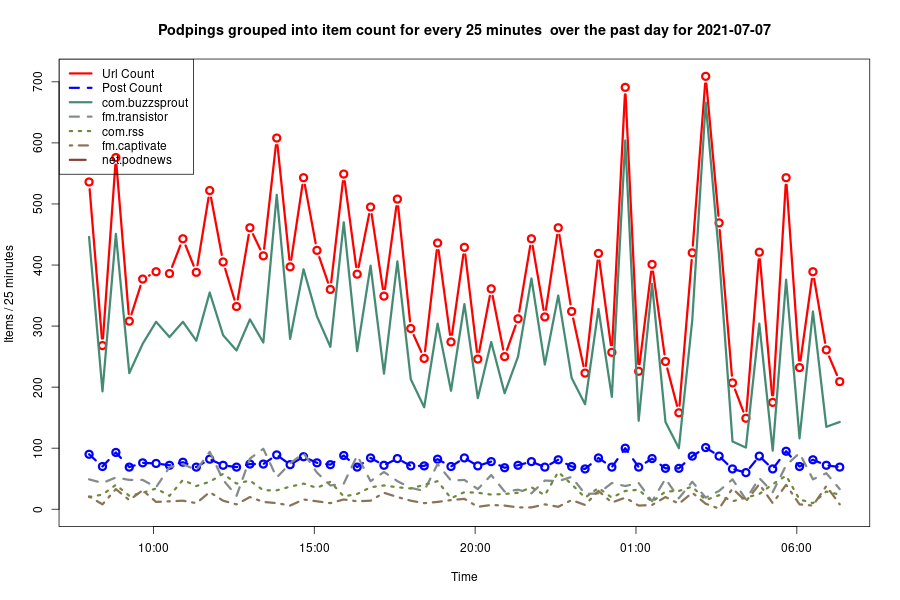 Podpings grouped into item count for every 25 minutes  over the past day for 2021-07-07
Items / 25 minutes
700
600
500
400
300
200
100
0
Url Count
Post Count
com.buzzsprout
fm.transistor
com.rss
fm.captivate
net.podnews
10:00
15:00
20:00
01:00
06:00
Time